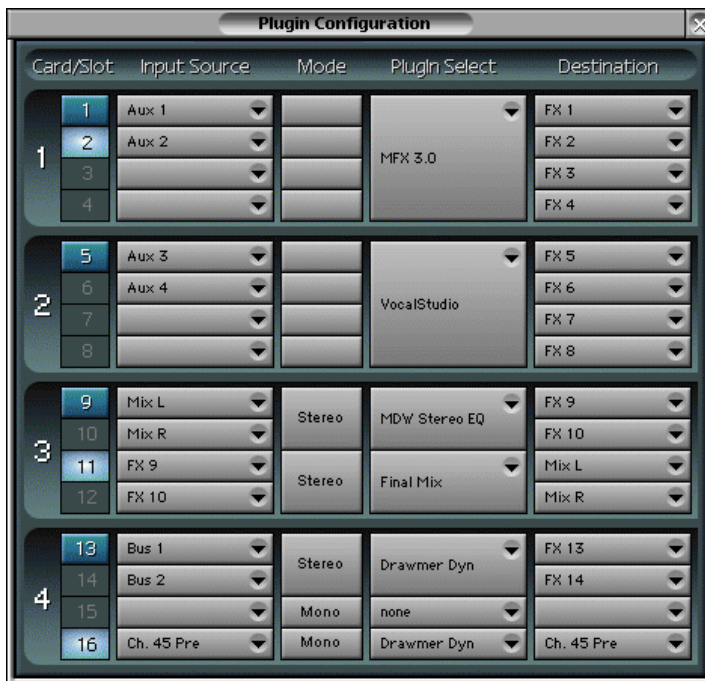 Plugin Configuration
Card/Slot Input Source Mode PlugIn Select Destination
1
1 Aux 1 FX 1
2 Aux 2 MFX 3.0 FX 2
3 FX 3
4 FX 4
2
5 Aux 3 FX 5
6 Aux 4 VocalStudio FX 6
7 FX 7
8 FX 8
3
9 Mix L Stereo MDW Stereo EQ FX 9
10 Mix R FX 10
11 FX 9 Stereo Final Mix Mix L
12 FX 10 Mix R
4
13 Bus 1 Stereo Drawmer Dyn FX 13
14 Bus 2 FX 14
15 Mono none
16 Ch. 45 Pre Mono Drawmer Dyn Ch. 45 Pre